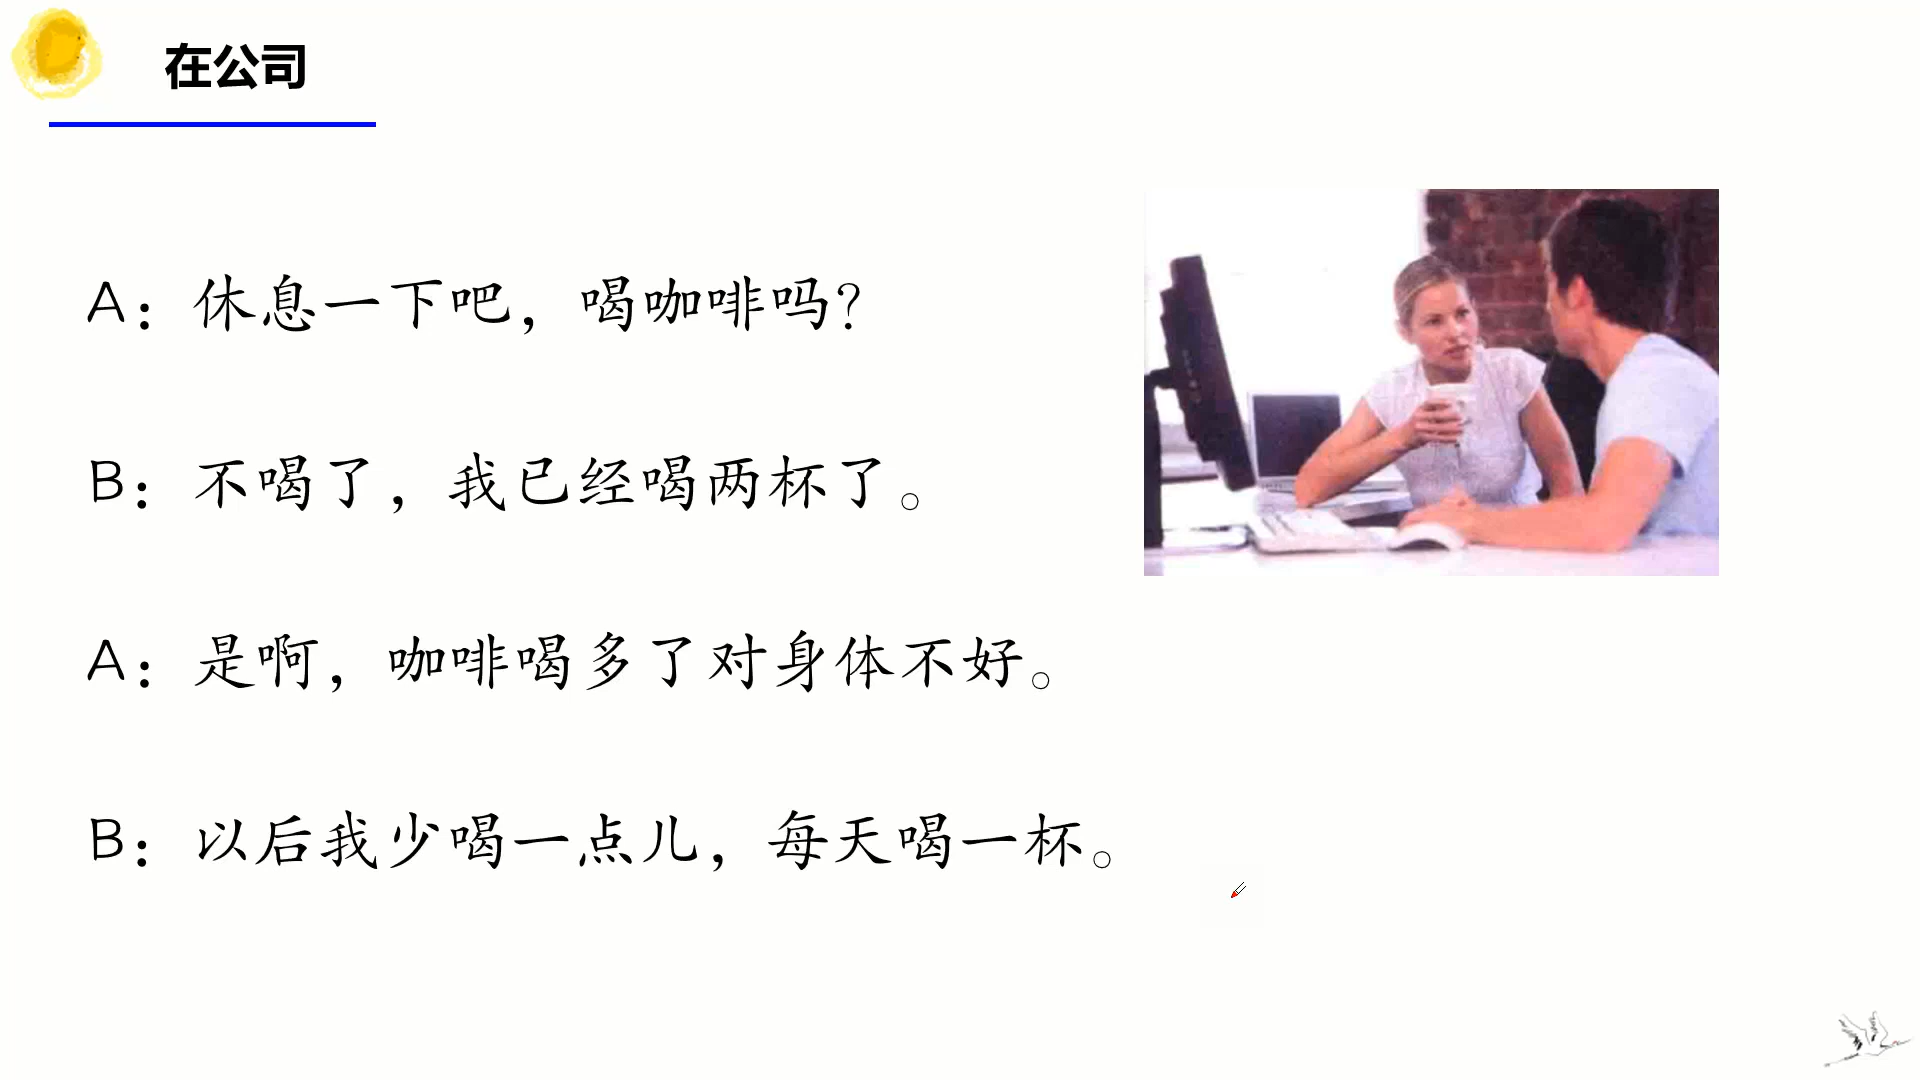 在公司
A：休息一下吧，喝咖啡吗？
B：不喝了，我已经喝两杯了。
A：是啊，咖啡喝多了对身体不好。
B：以后我少喝一点儿，每天喝一杯。